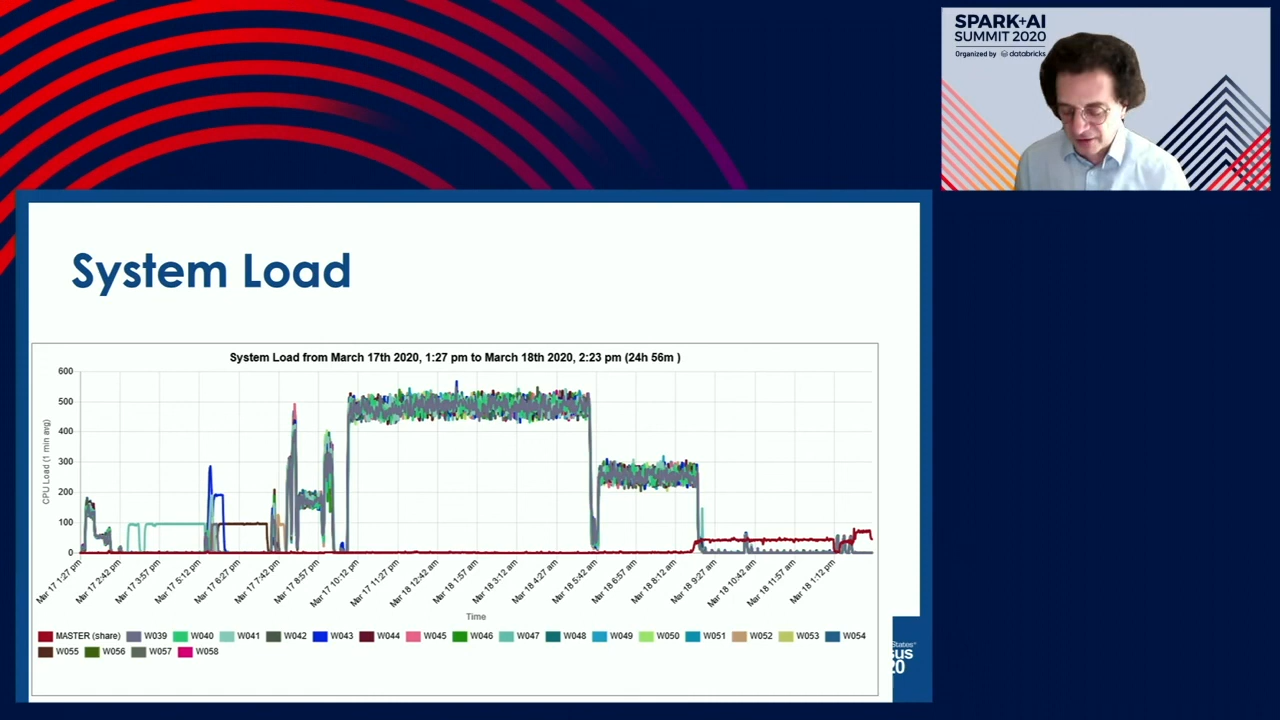 SPARK+AI
SUMMIT 2020
Organized by databricks
System Load
System Load from March 17th 2020, 1:27 pm to March 18th 2020, 2:23 pm (24h 56m )
600
500
400
300
200
100
0
CPU Load (1 min avg)
Mar 17 1:27 pm
Mar 17 2:42 pm
Mar 17 3:57 pm
Mar 17 5:12 pm
Mar 17 6:27 pm
Mar 17 7:42 pm
Mar 17 8:57 pm
Mar 17 10:12 pm
Mar 17 11:27 pm
Mar 18 12:42 am
Mar 18 1:57 am
Mar 18 3:12 am
Mar 18 4:27 am
Mar 18 5:42 am
Mar 18 6:57 am
Mar 18 8:12 am
Mar 18 9:27 am
Mar 18 10:42 am
Mar 18 11:57 am
Mar 18 1:12 pm
Time
MASTER (share) W039 W040 W041 W042 W043 W044 W045 W046 W047 W048 W049 W050 W051 W052 W053 W054
W055 W056 W057 W058
States
sus
20